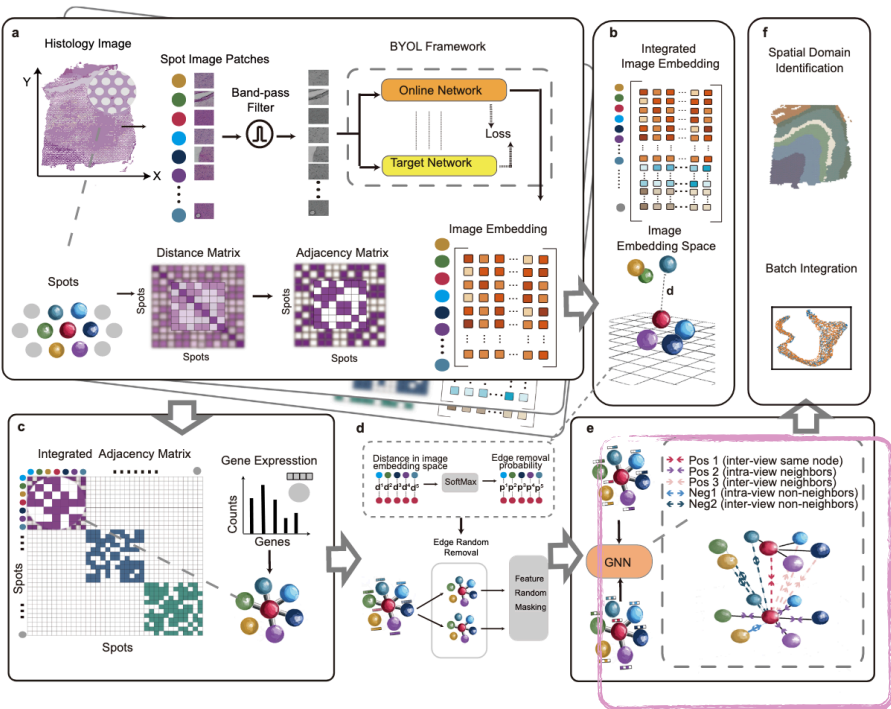 a
Histology Image
Y
X
Spot Image Patches
Band-pass
Filter
BYOL Framework
Online Network
Loss
Target Network
Spots
Distance Matrix
Spots
Spots
Adjacency Matrix
Spots
Spots
Image Embedding
b
Integrated
Image Embedding
Image
Embedding Space
d
f
Spatial Domain
Identification
Batch Integration
c
Integrated Adjacency Matrix
Spots
Spots
Gene Expersstion
Counts
Genes
d
Distance in image
embedding space
d¹d²d³d⁴d⁵
SoftMax
Edge removal
probability
p¹p²p³p⁴p⁵
Edge Random
Removal
Feature
Random
Masking
e
GNN
Pos 1 (inter-view same node)
Pos 2 (intra-view neighbors)
Pos 3 (inter-view neighbors)
Neg1 (intra-view non-neighbors)
Neg2 (inter-view non-neighbors)